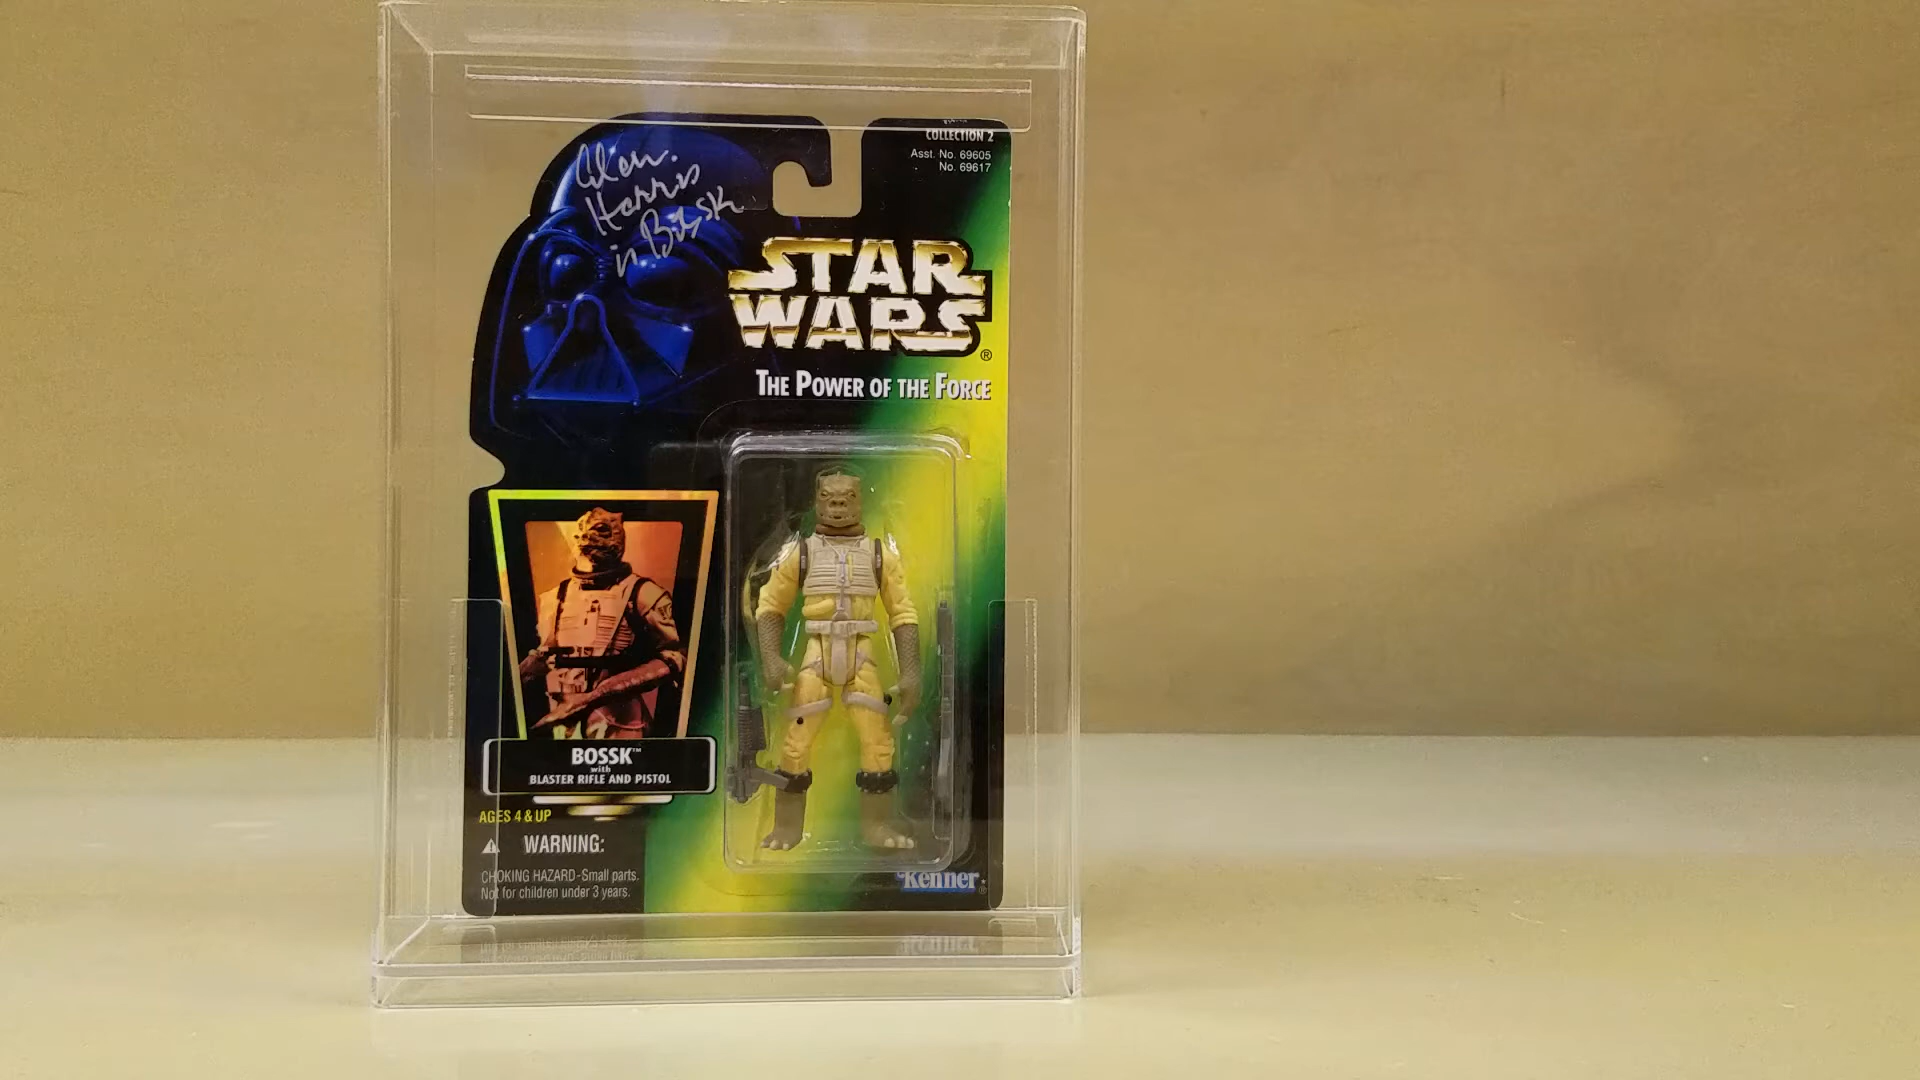 COLLECTION 2
Asst. No. 69605
No. 69617
Alan
Harris
is Bossk
STAR
WARS®
THE POWER OF THE FORCE
BOSSK™
with
BLASTER RIFLE AND PISTOL
AGES 4 & UP
WARNING:
CHOKING HAZARD-Small parts.
Not for children under 3 years.
Kenner®